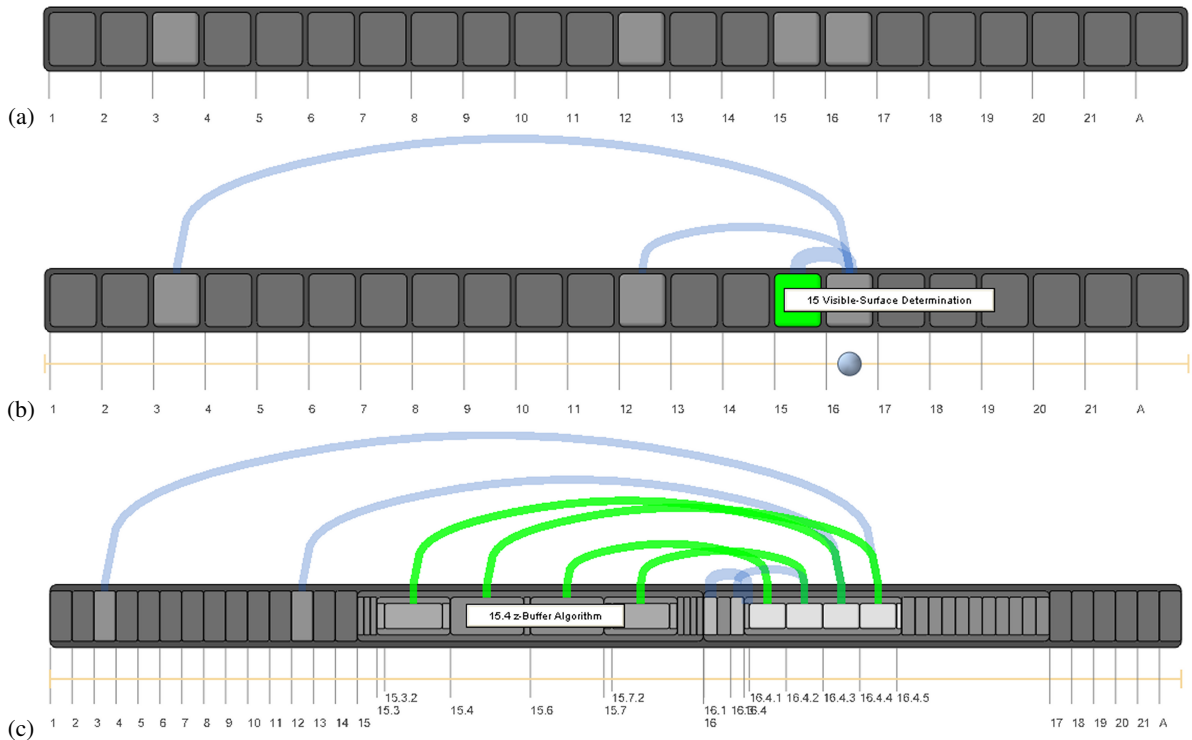 (a)
1 2 3 4 5 6 7 8 9 10 11 12 13 14 15 16 17 18 19 20 21 A
15 Visible-Surface Determination
(b)
1 2 3 4 5 6 7 8 9 10 11 12 13 14 15 16 17 18 19 20 21 A
15.4 z-Buffer Algorithm
15.3.2 15.7.2 16.4.1 16.4.2 16.4.3 16.4.4 16.4.5
15.3 15.4 15.6 15.7 16.1 16.3 16.4
(c)
1 2 3 4 5 6 7 8 9 10 11 12 13 14 15 16 17 18 19 20 21 A